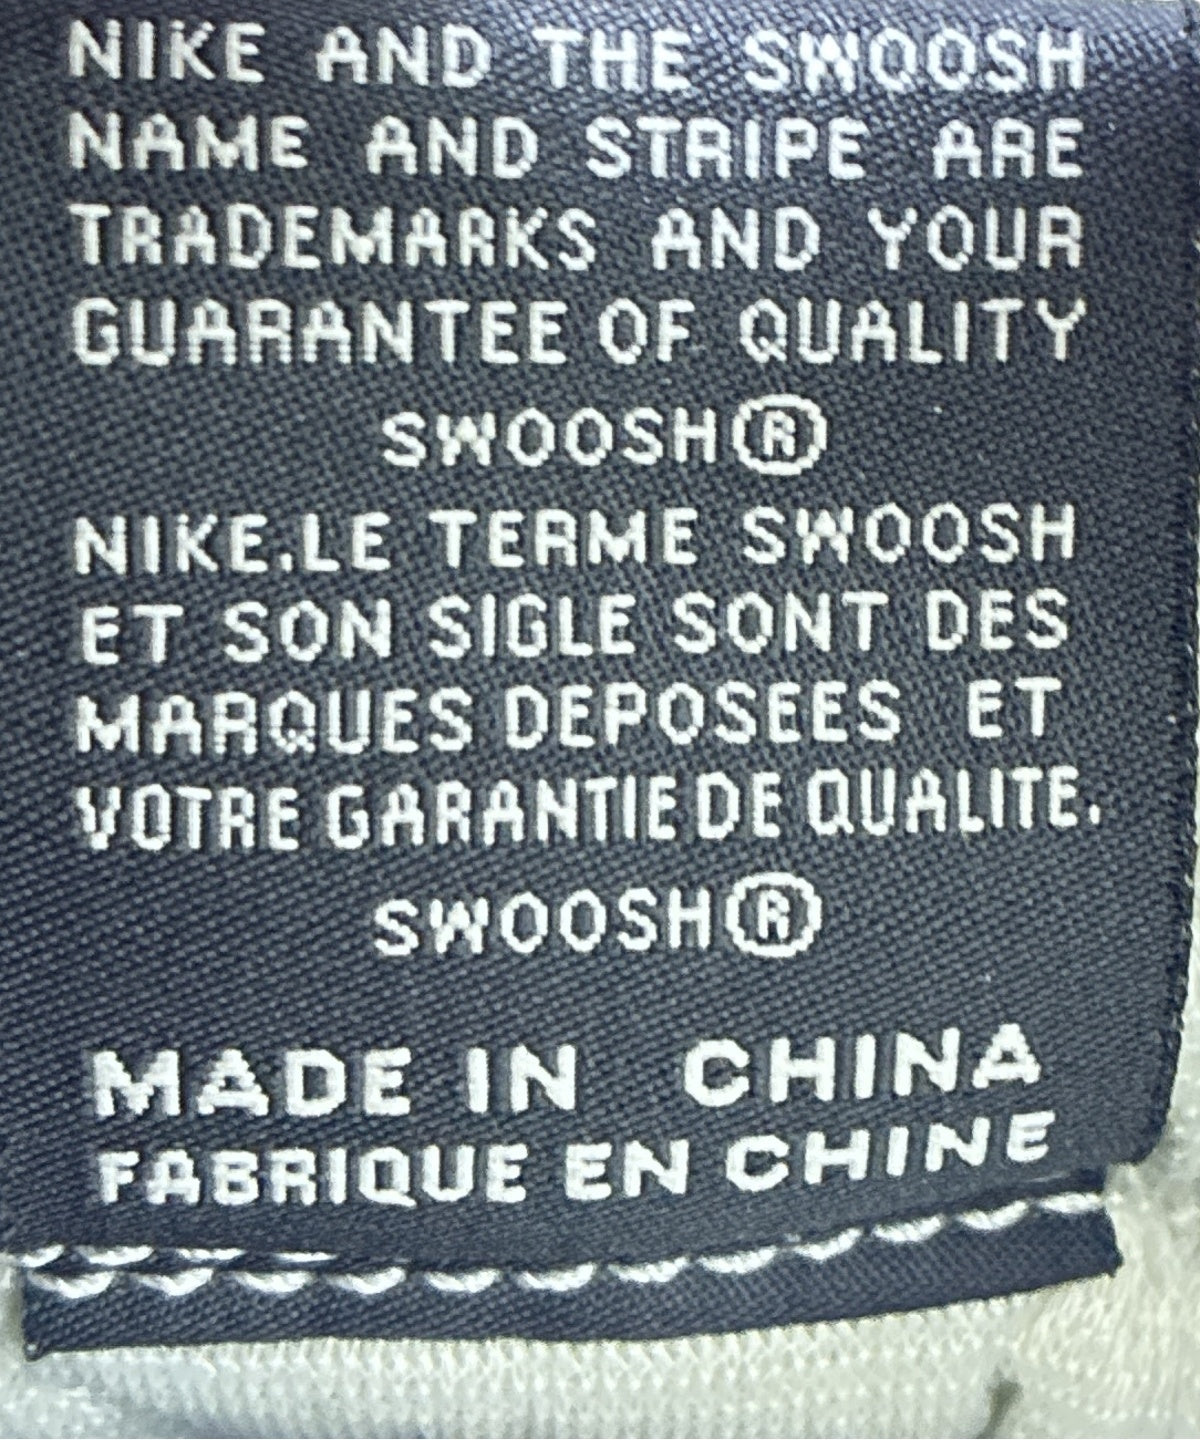 NIKE AND THE SWOOSH
NAME AND STRIPE ARE
TRADEMARKS AND YOUR
GUARANTEE OF QUALITY
SWOOSH®
NIKE.LE TERME SWOOSH
ET SON SIGLE SONT DES
MARQUES DEPOSEES ET
VOTRE GARANTIE DE QUALITE.
SWOOSH®
MADE IN CHINA
FABRIQUE EN CHINE